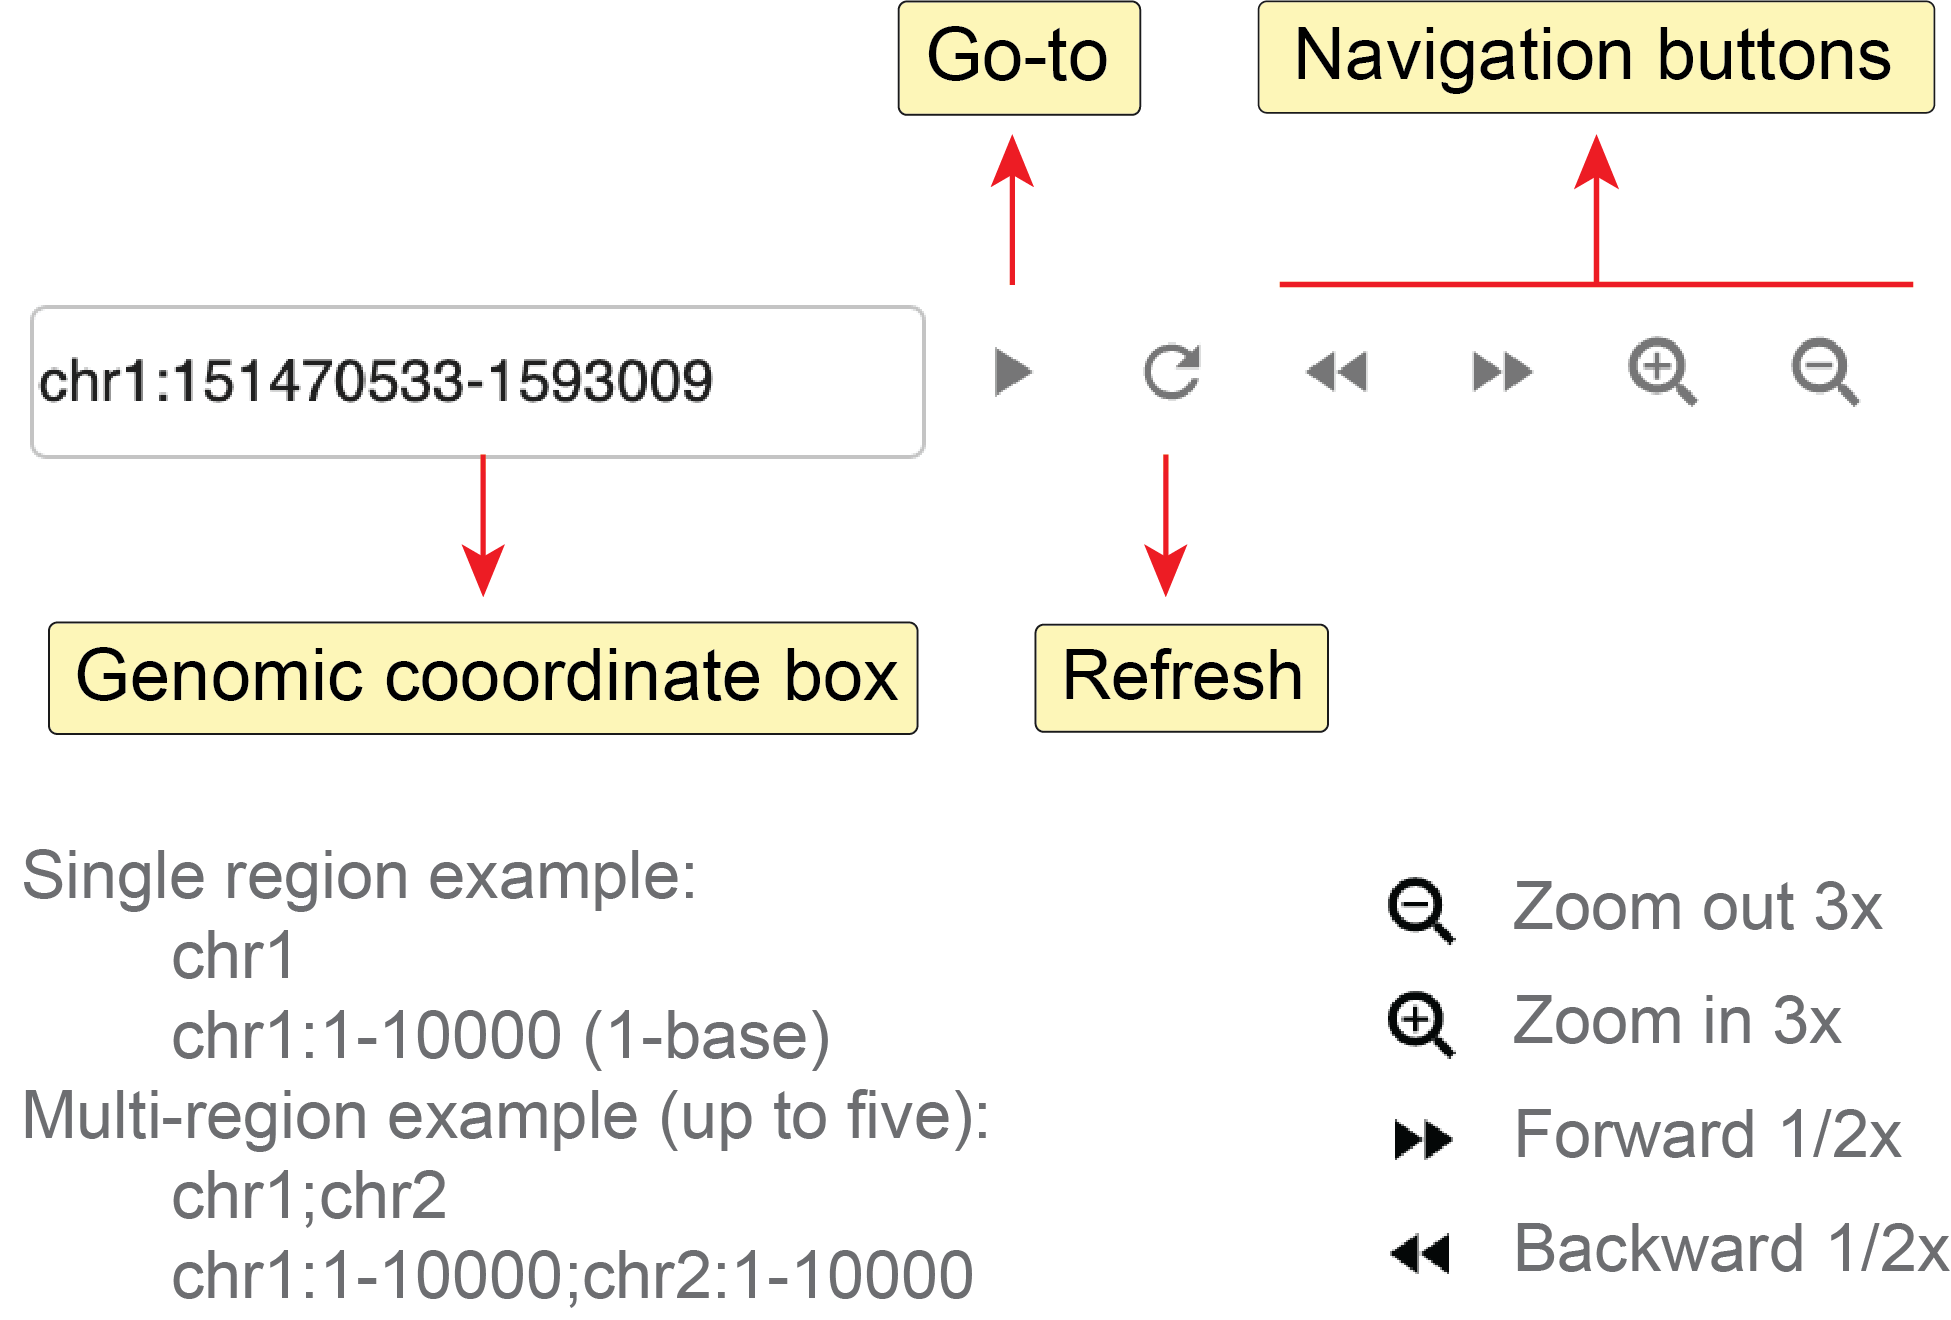 Go-to
Navigation buttons
chr1:151470533-1593009
Genomic cooordinate box
Refresh
Single region example:
chr1
chr1:1-10000 (1-base)
Multi-region example (up to five):
chr1;chr2
chr1:1-10000;chr2:1-10000
Zoom out 3x
Zoom in 3x
Forward 1/2x
Backward 1/2x